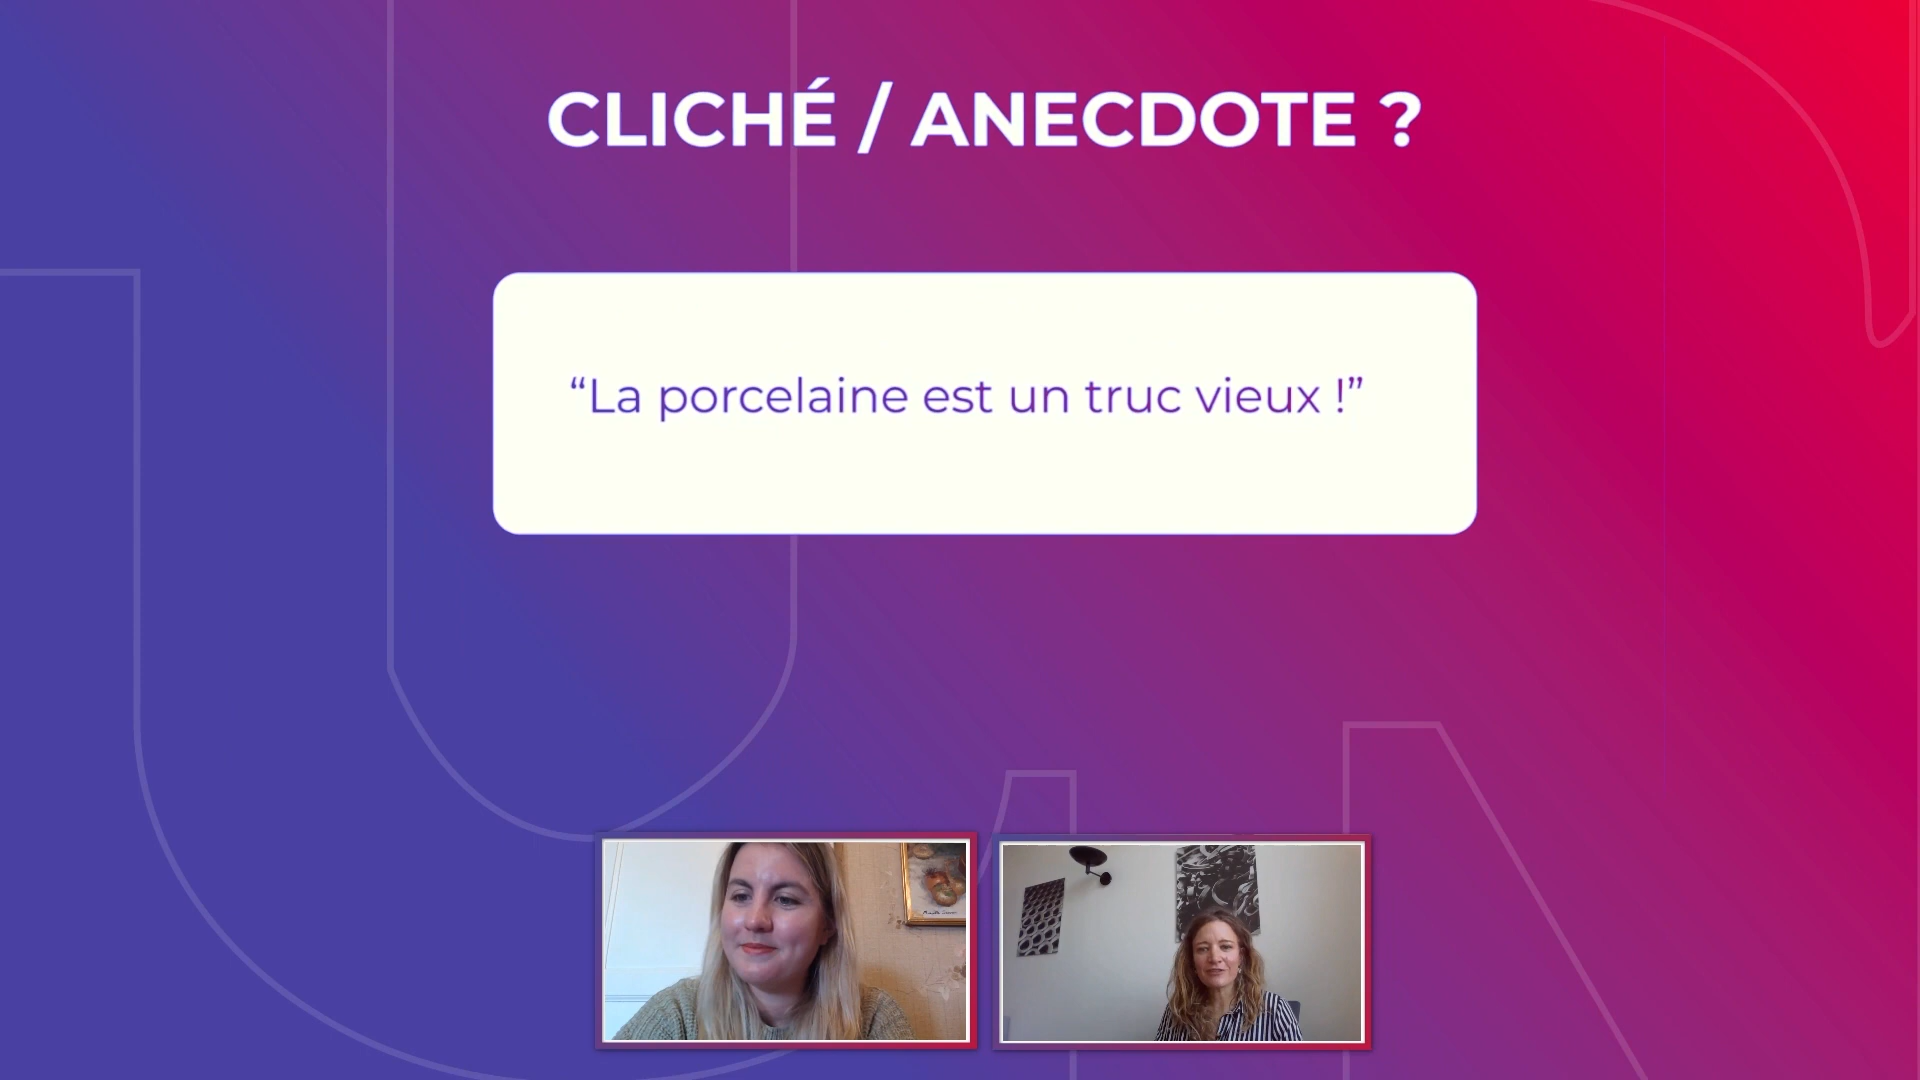 CLICHÉ / ANECDOTE ?
“La porcelaine est un truc vieux !”